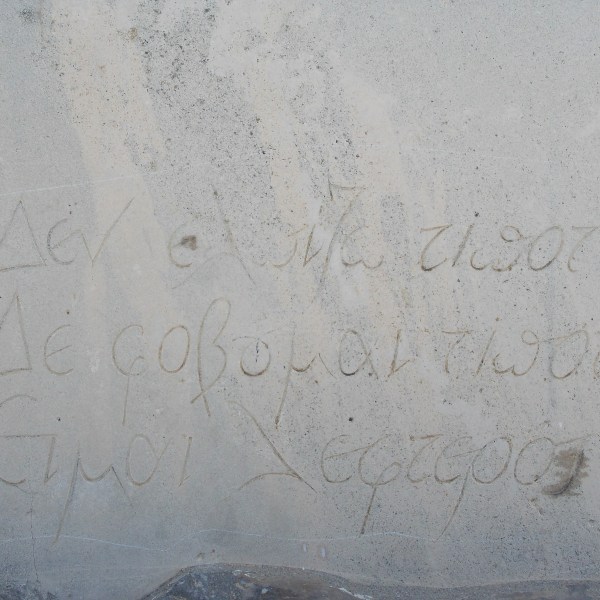 Δεν ελπιζω τιποτ
Δε φοβομαι τιποτ
Ειμαι λεφτερος